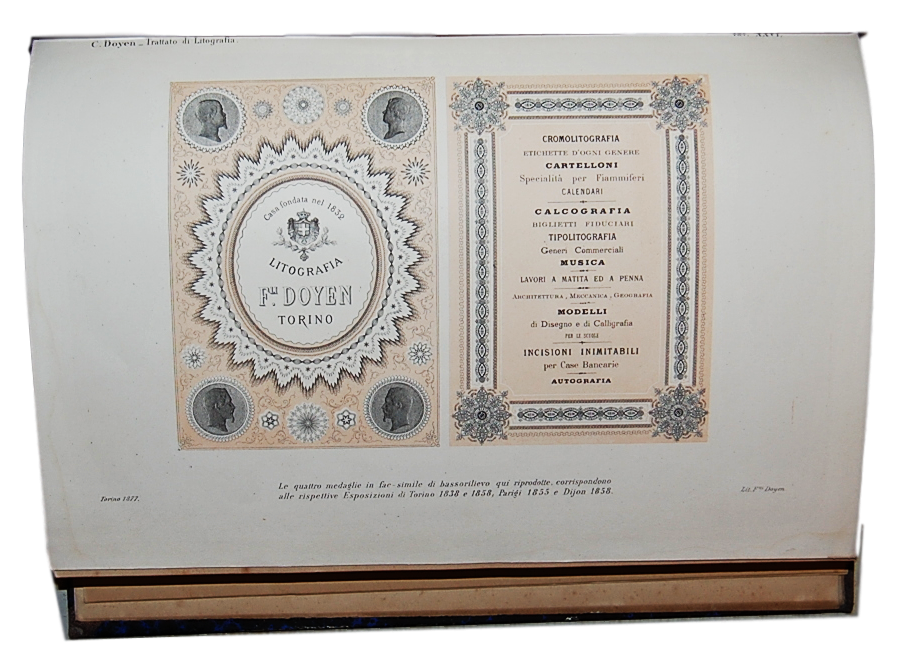 C. Doyen _ Trattato di Litografia.
TAV. XXVI.
Casa fondata nel 1832
LITOGRAFIA
Flli DOYEN
TORINO
CROMOLITOGRAFIA
ETICHETTE D'OGNI GENERE
CARTELLONI
Specialità per Fiammiferi
CALENDARI
CALCOGRAFIA
BIGLIETTI FIDUCIARI
TIPOLITOGRAFIA
Generi Commerciali
MUSICA
LAVORI A MATITA ED A PENNA
ARCHITETTURA, MECCANICA, GEOGRAFIA
MODELLI
di Disegno e di Calligrafia
PER LE SCUOLE
INCISIONI INIMITABILI
per Case Bancarie
AUTOGRAFIA
Le quattro medaglie in fac-simile di bassorilievo qui riprodotte, corrispondono
alle rispettive Esposizioni di Torino 1838 e 1858, Parigi 1855 e Dijon 1858.
Torino 1877.
Lit. Flli Doyen